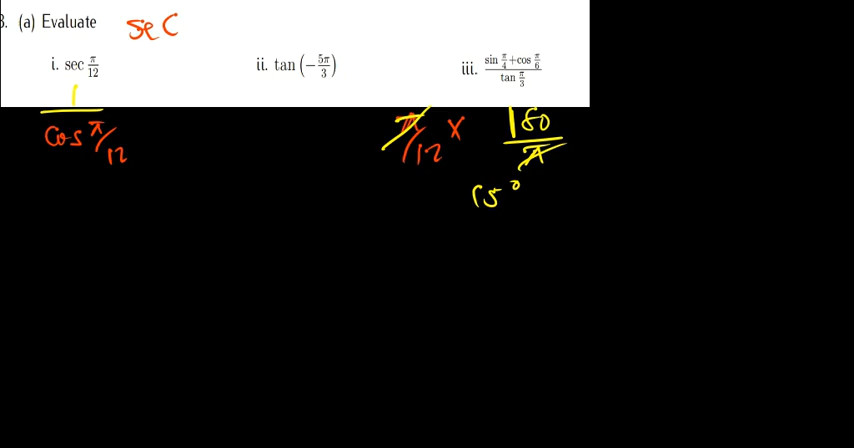 3. (a) Evaluate sec
i. sec π/12 ii. tan (−5π/3) iii. (sin π/4 + cos π/6)/(tan π/3)
1/(cos π/12) π/12 × 180/π
15°